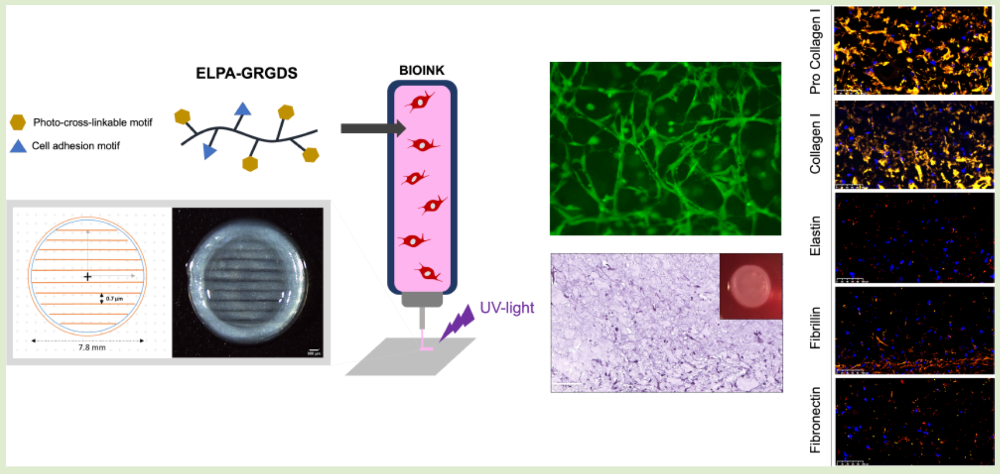 ELPA-GRGDS
BIOINK
Photo-cross-linkable motif
Cell adhesion motif
0.7 µm
7.8 mm
UV-light
Pro Collagen I
Collagen I
Elastin
Fibrillin
Fibronectin